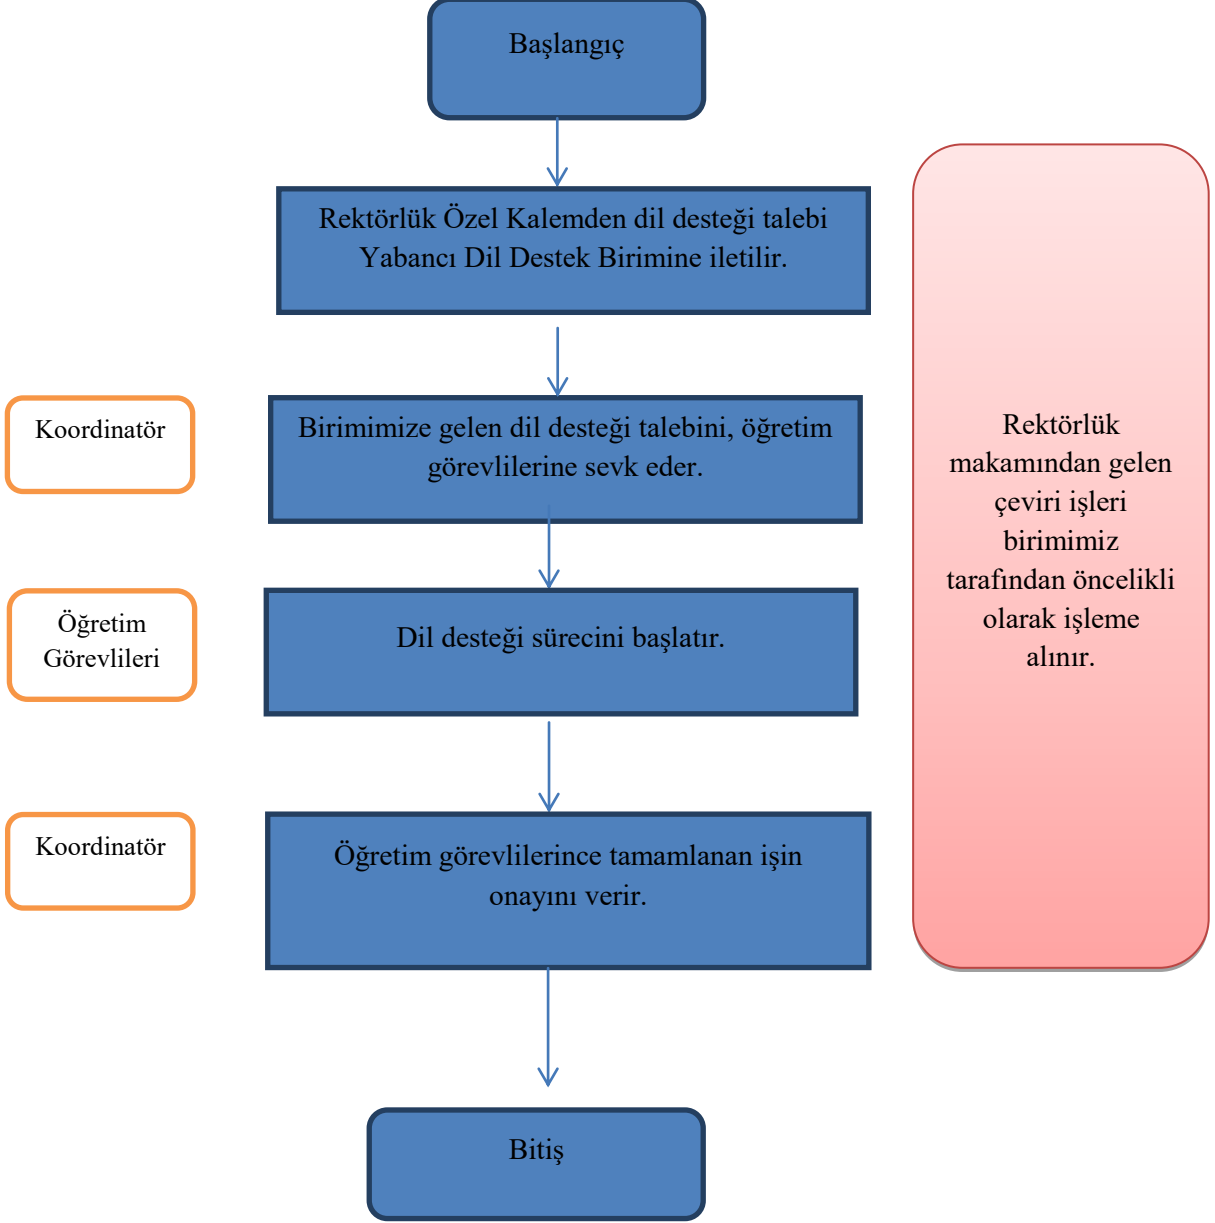 Başlangıç
Rektörlük Özel Kalemden dil desteği talebi
Yabancı Dil Destek Birimine iletilir.
Koordinatör
Birimimize gelen dil desteği talebini, öğretim
görevlilerine sevk eder.
Öğretim
Görevlileri
Dil desteği sürecini başlatır.
Koordinatör
Öğretim görevlilerince tamamlanan işin
onayını verir.
Bitiş
Rektörlük
makamından gelen
çeviri işleri
birimimiz
tarafından öncelikli
olarak işleme
alınır.